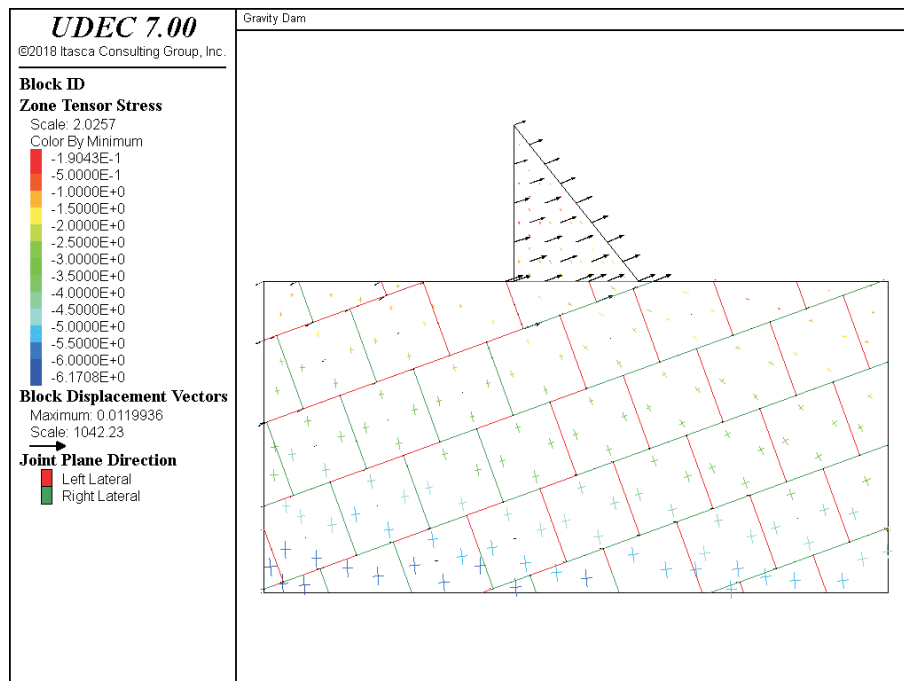 UDEC 7.00
©2018 Itasca Consulting Group, Inc.
Block ID
Zone Tensor Stress
Scale: 2.0257
Color By Minimum
-1.9043E-1
-5.0000E-1
-1.0000E+0
-1.5000E+0
-2.0000E+0
-2.5000E+0
-3.0000E+0
-3.5000E+0
-4.0000E+0
-4.5000E+0
-5.0000E+0
-5.5000E+0
-6.0000E+0
-6.1708E+0
Block Displacement Vectors
Maximum: 0.0119936
Scale: 1042.23
Joint Plane Direction
Left Lateral
Right Lateral
Gravity Dam